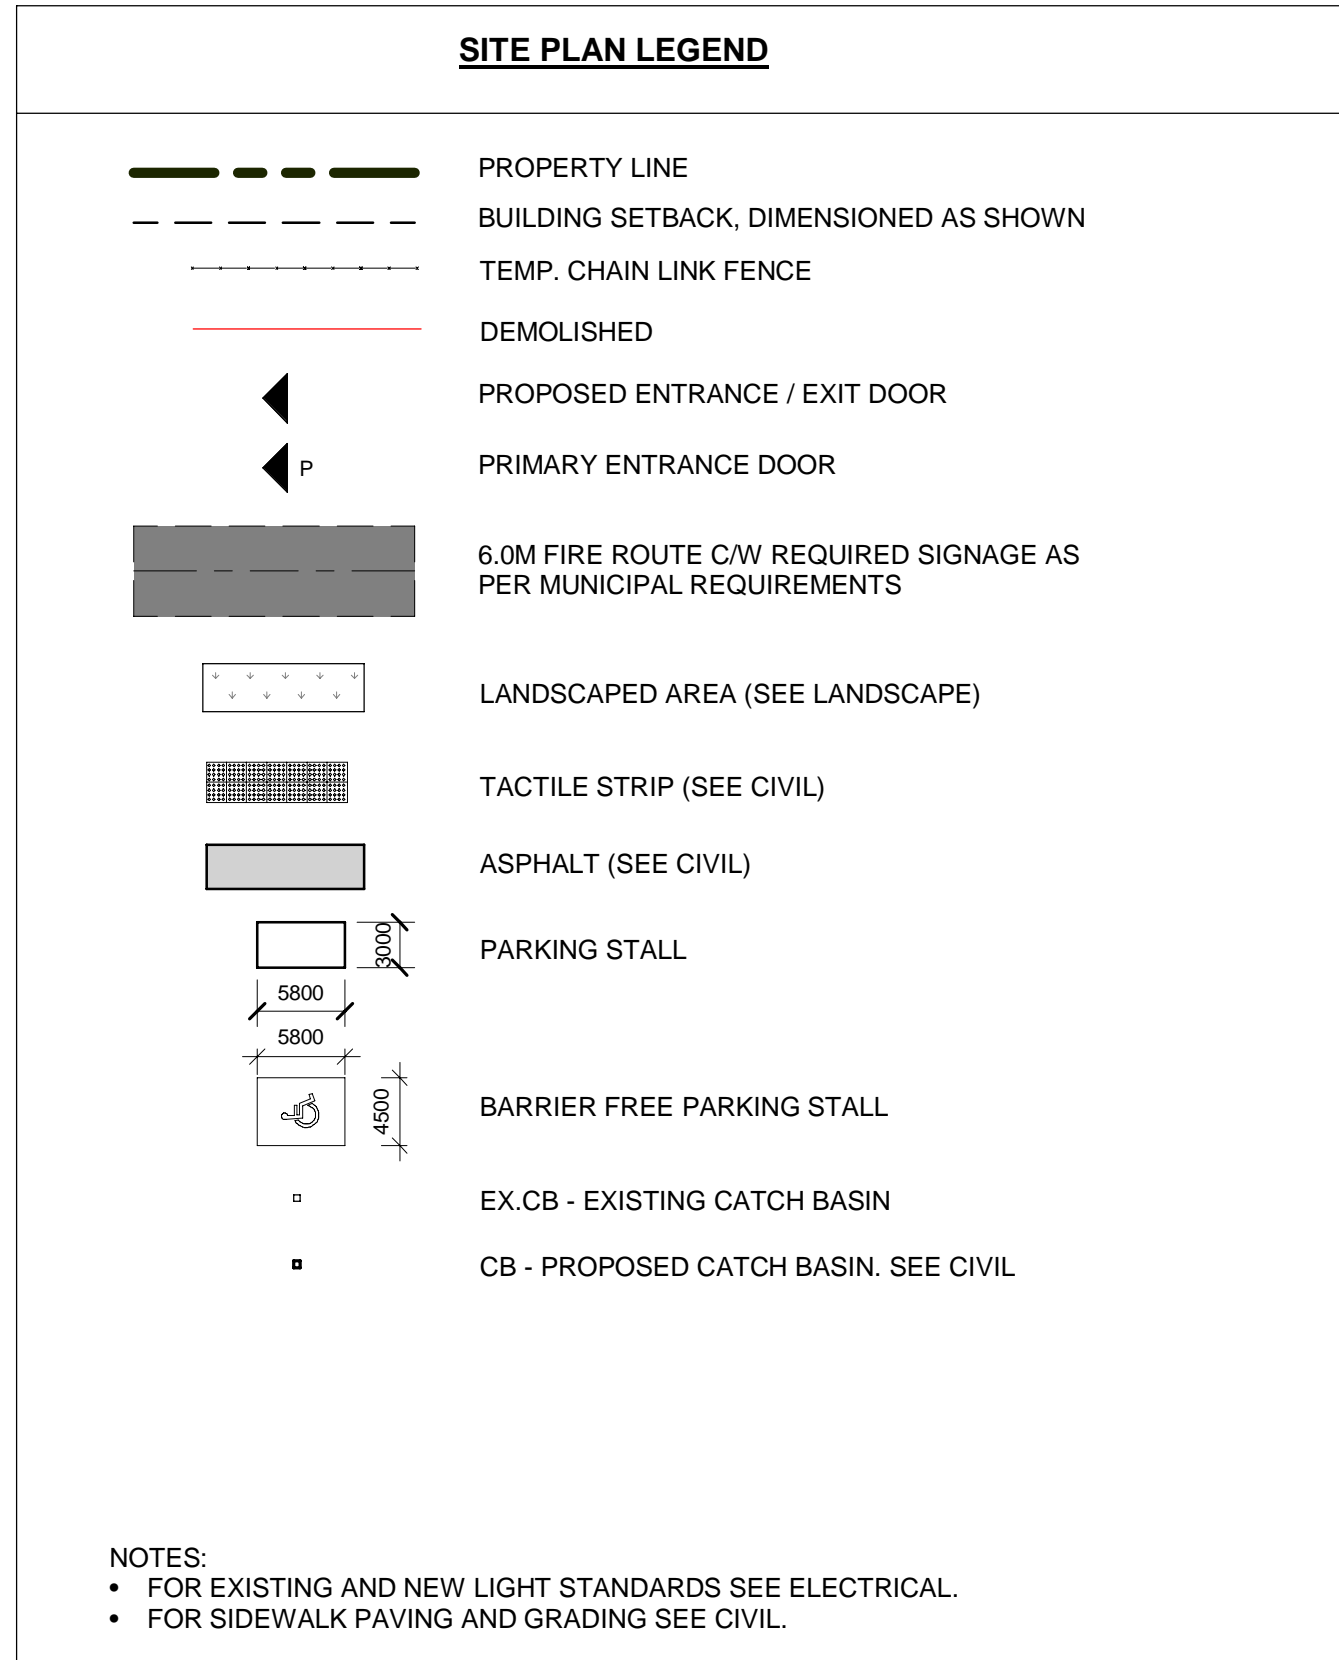 SITE PLAN LEGEND
PROPERTY LINE
BUILDING SETBACK, DIMENSIONED AS SHOWN
TEMP. CHAIN LINK FENCE
DEMOLISHED
PROPOSED ENTRANCE / EXIT DOOR
P
PRIMARY ENTRANCE DOOR
6.0M FIRE ROUTE C/W REQUIRED SIGNAGE AS
PER MUNICIPAL REQUIREMENTS
LANDSCAPED AREA (SEE LANDSCAPE)
TACTILE STRIP (SEE CIVIL)
ASPHALT (SEE CIVIL)
3000
PARKING STALL
5800
5800
4500
BARRIER FREE PARKING STALL
EX.CB - EXISTING CATCH BASIN
CB - PROPOSED CATCH BASIN. SEE CIVIL
NOTES:
• FOR EXISTING AND NEW LIGHT STANDARDS SEE ELECTRICAL.
• FOR SIDEWALK PAVING AND GRADING SEE CIVIL.